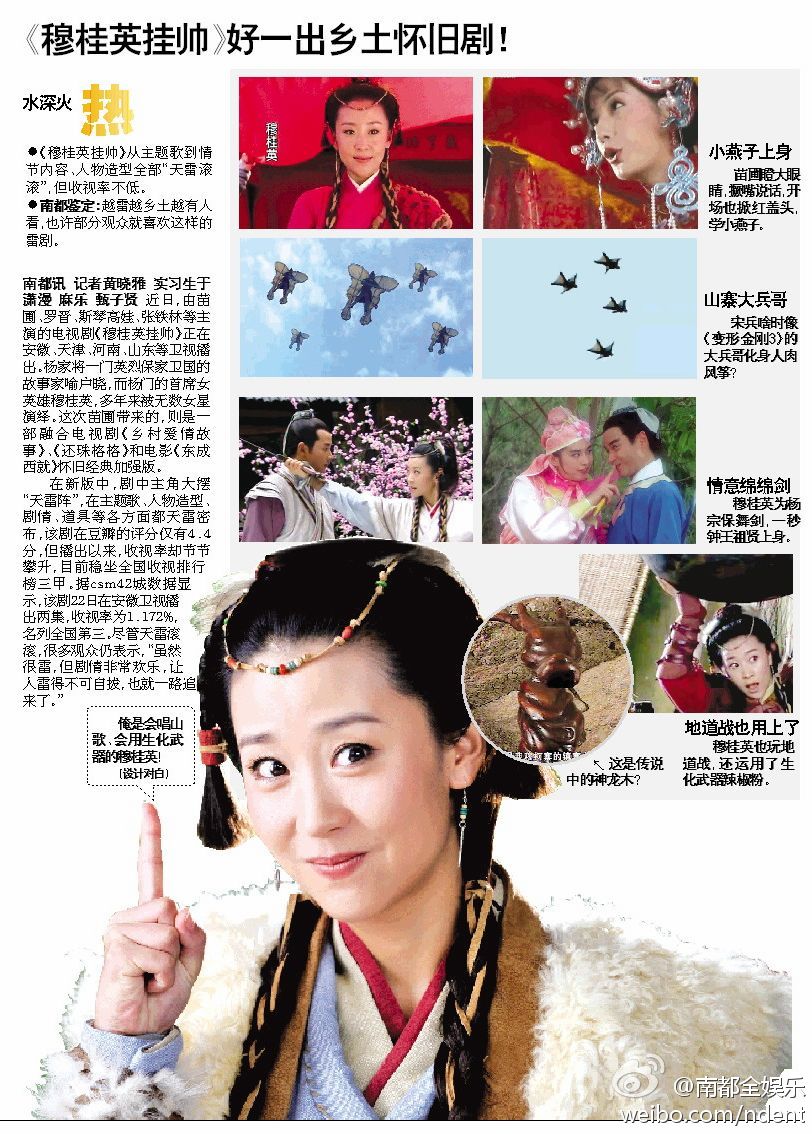 《穆桂英挂帅》好一出乡土怀旧剧！
水深火热
●《穆桂英挂帅》从主题歌到情
节内容、人物造型全部“天雷滚
滚”，但收视率不低。
●南都鉴定：越雷越乡土越有人
看，也许部分观众就喜欢这样的
雷剧。
南都讯 记者黄晓雅 实习生于
潇漫 麻乐 甄子贤 近日，由苗
圃、罗晋、斯琴高娃、张铁林等主
演的电视剧《穆桂英挂帅》正在
安徽、天津、河南、山东等卫视播
出。杨家将一门英烈保家卫国的
故事家喻户晓，而杨门的首席女
英雄穆桂英，多年来被无数女星
演绎。这次苗圃带来的，则是一
部融合电视剧《乡村爱情故
事》、《还珠格格》和电影《东成
西就》怀旧经典加强版。
在新版中，剧中主角大摆
“天雷阵”，在主题歌、人物造型、
剧情、道具等各方面都天雷密
布，该剧在豆瓣的评分仅有4.4
分，但播出以来，收视率却节节
攀升，目前稳坐全国收视排行
榜三甲。据csm42城数据显
示，该剧22日在安徽卫视播
出两集，收视率为1.172%，
名列全国第三。尽管天雷滚
滚，很多观众仍表示，“虽然
很雷，但剧情非常欢乐，让
人雷得不可自拔，也就一路追
来了。”
穆桂英
小燕子上身
苗圃瞪大眼
睛，撅嘴说话，开
场也掀红盖头，
学小燕子。
山寨大兵哥
宋兵啥时像
《变形金刚3》的
大兵哥化身人肉
风筝？
情意绵绵剑
穆桂英为杨
宗保舞剑，一秒
钟王祖贤上身。
地道战也用上了
穆桂英也玩地
道战，还运用了生
化武器辣椒粉。
这是传说
中的神龙木？
俺是会唱山
歌、会用生化武
器的穆桂英！
（设计对白）
@南都全娱乐
weibo.com/ndent